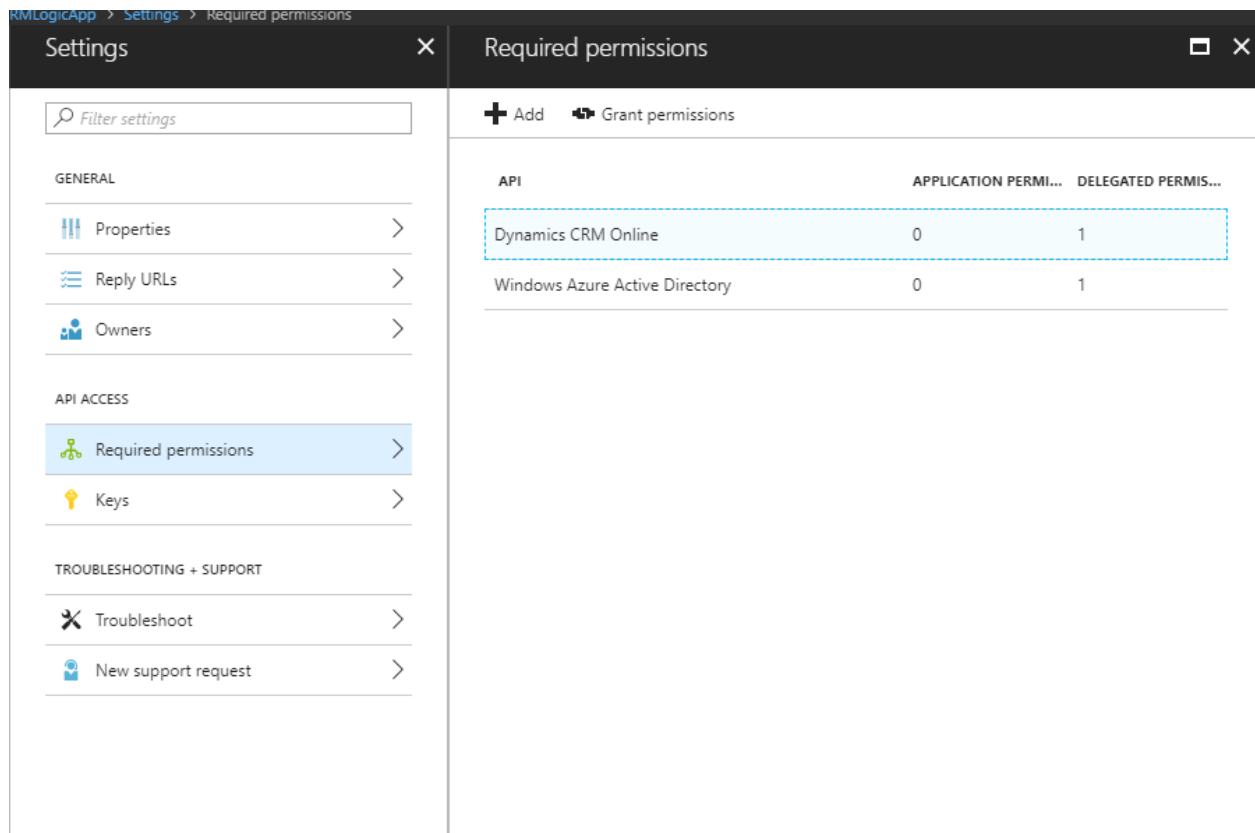 RMLogicApp > Settings > Required permissions
Settings
Required permissions
Filter settings
Add Grant permissions
GENERAL
API APPLICATION PERMI... DELEGATED PERMIS...
Properties
Dynamics CRM Online 0 1
Reply URLs
Windows Azure Active Directory 0 1
Owners
API ACCESS
Required permissions
Keys
TROUBLESHOOTING + SUPPORT
Troubleshoot
New support request